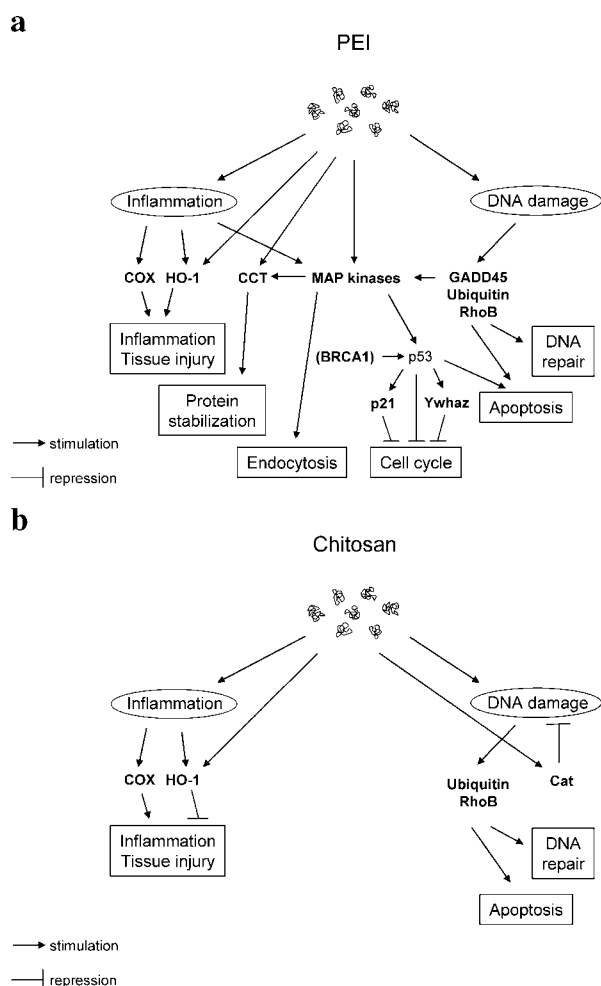 a
PEI
Inflammation
DNA damage
COX HO-1
CCT
MAP kinases
GADD45
Ubiquitin
RhoB
Inflammation
Tissue injury
DNA
repair
(BRCA1)
p53
Protein
stabilization
p21
Ywhaz
Apoptosis
stimulation
Endocytosis
Cell cycle
repression
b
Chitosan
Inflammation
DNA damage
COX HO-1
Ubiquitin
RhoB
Cat
Inflammation
Tissue injury
DNA
repair
Apoptosis
stimulation
repression